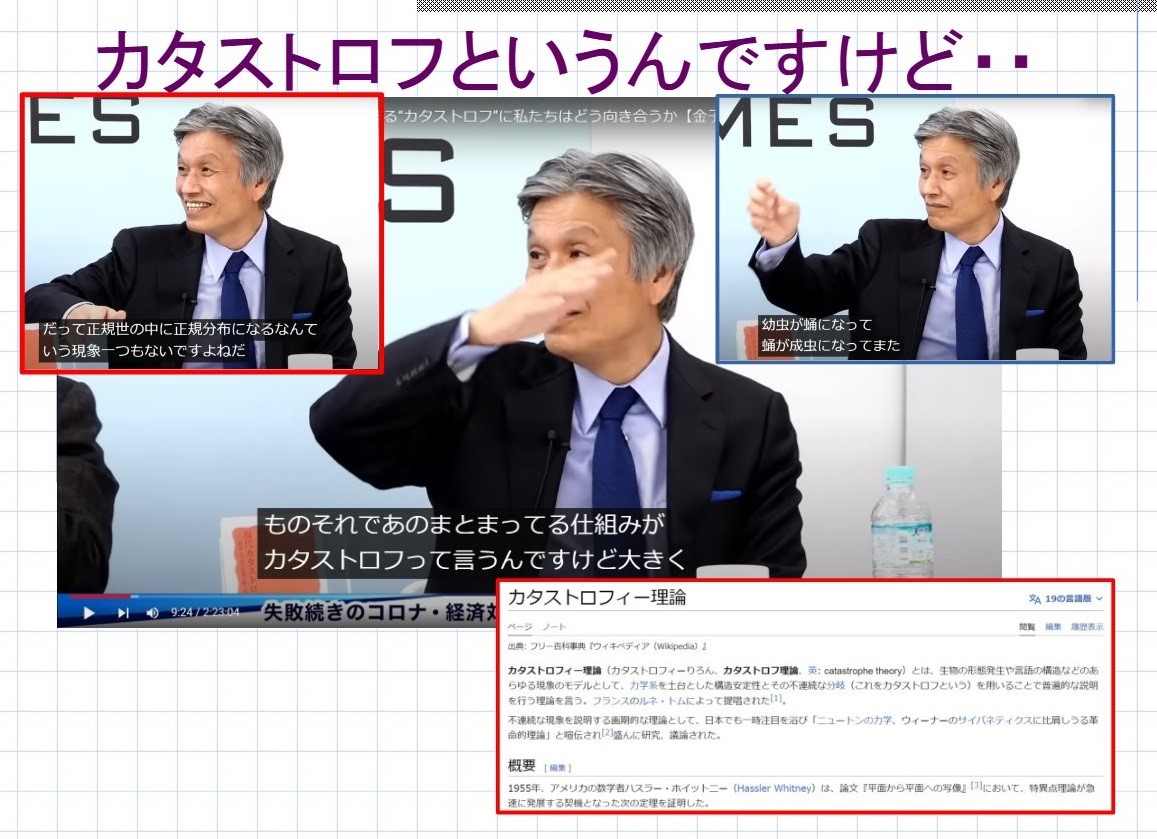 カタストロフというんですけど・・
ES
る“カタストロフ”に私たちはどう向き合うか【金子
S
MES
だって正規世の中に正規分布になるなんて
いう現象一つもないですよねだ
幼虫が蛹になって
蛹が成虫になってまた
ものそれであのまとまってる仕組みが
カタストロフって言うんですけど大きく
9:24 / 2:23:04
失敗続きのコロナ・経済対
カタストロフィー理論
19の言語版
ページ ノート
閲覧 編集 履歴表示
出典: フリー百科事典『ウィキペディア（Wikipedia）』
カタストロフィー理論（カタストロフィーりろん、カタストロフ理論、英: catastrophe theory）とは、生物の形態発生や言語の構造などのあ
らゆる現象のモデルとして、力学系を土台とした構造安定性とその不連続な分岐（これをカタストロフという）を用いることで普遍的な説明
を行う理論を言う。フランスのルネ・トムによって提唱された[1]。
不連続な現象を説明する画期的な理論として、日本でも一時注目を浴び「ニュートンの力学、ウィーナーのサイバネティクスに比肩しうる革
命的理論」と喧伝され[2]盛んに研究、議論された。
概要 [編集]
1955年、アメリカの数学者ハスラー・ホイットニー（Hassler Whitney）は、論文『平面から平面への写像』[3]において、特異点理論が急
速に発展する契機となった次の定理を証明した。